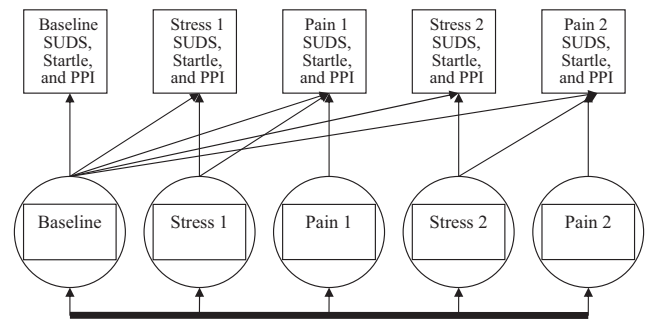 Baseline
SUDS,
Startle,
and PPI
Stress 1
SUDS,
Startle,
and PPI
Pain 1
SUDS,
Startle,
and PPI
Stress 2
SUDS,
Startle,
and PPI
Pain 2
SUDS,
Startle,
and PPI
Baseline
Stress 1
Pain 1
Stress 2
Pain 2